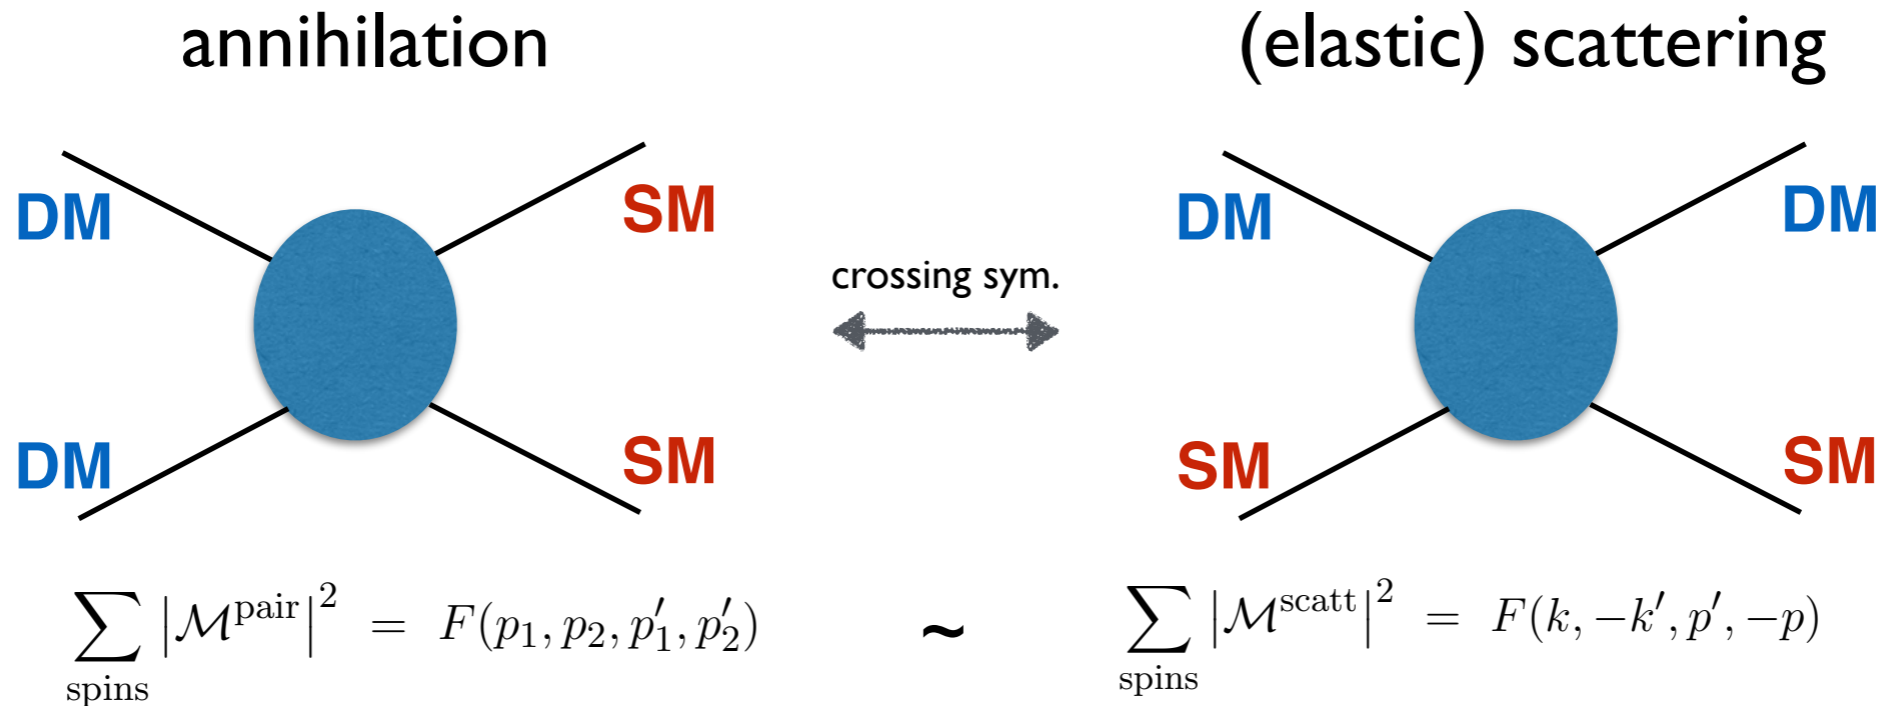 annihilation
(elastic) scattering
DM
SM
DM
DM
crossing sym.
DM
SM
SM
SM
∑ |M^pair|² = F(p₁, p₂, p′₁, p′₂)
spins
~
∑ |M^scatt|² = F(k, −k′, p′, −p)
spins